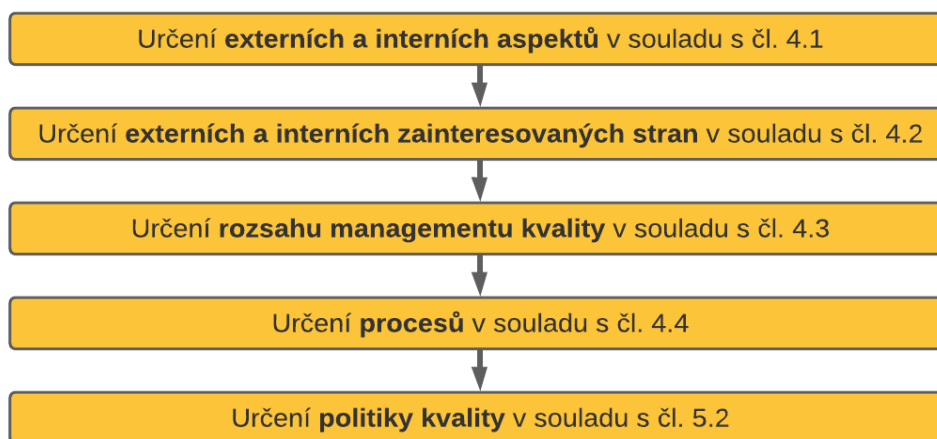 Určení externích a interních aspektů v souladu s čl. 4.1
Určení externích a interních zainteresovaných stran v souladu s čl. 4.2
Určení rozsahu managementu kvality v souladu s čl. 4.3
Určení procesů v souladu s čl. 4.4
Určení politiky kvality v souladu s čl. 5.2